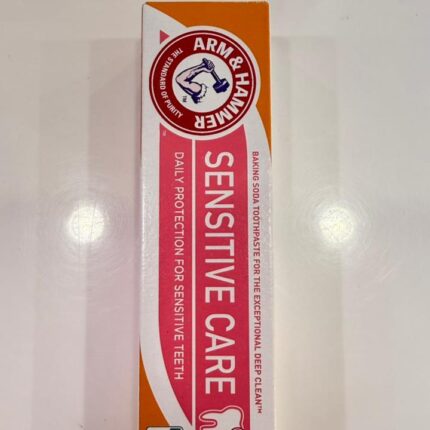 ARM & HAMMER
THE STANDARD OF PURITY
TM
BAKING SODA TOOTHPASTE FOR THE EXCEPTIONAL DEEP CLEAN™
SENSITIVE CARE
DAILY PROTECTION FOR SENSITIVE TEETH